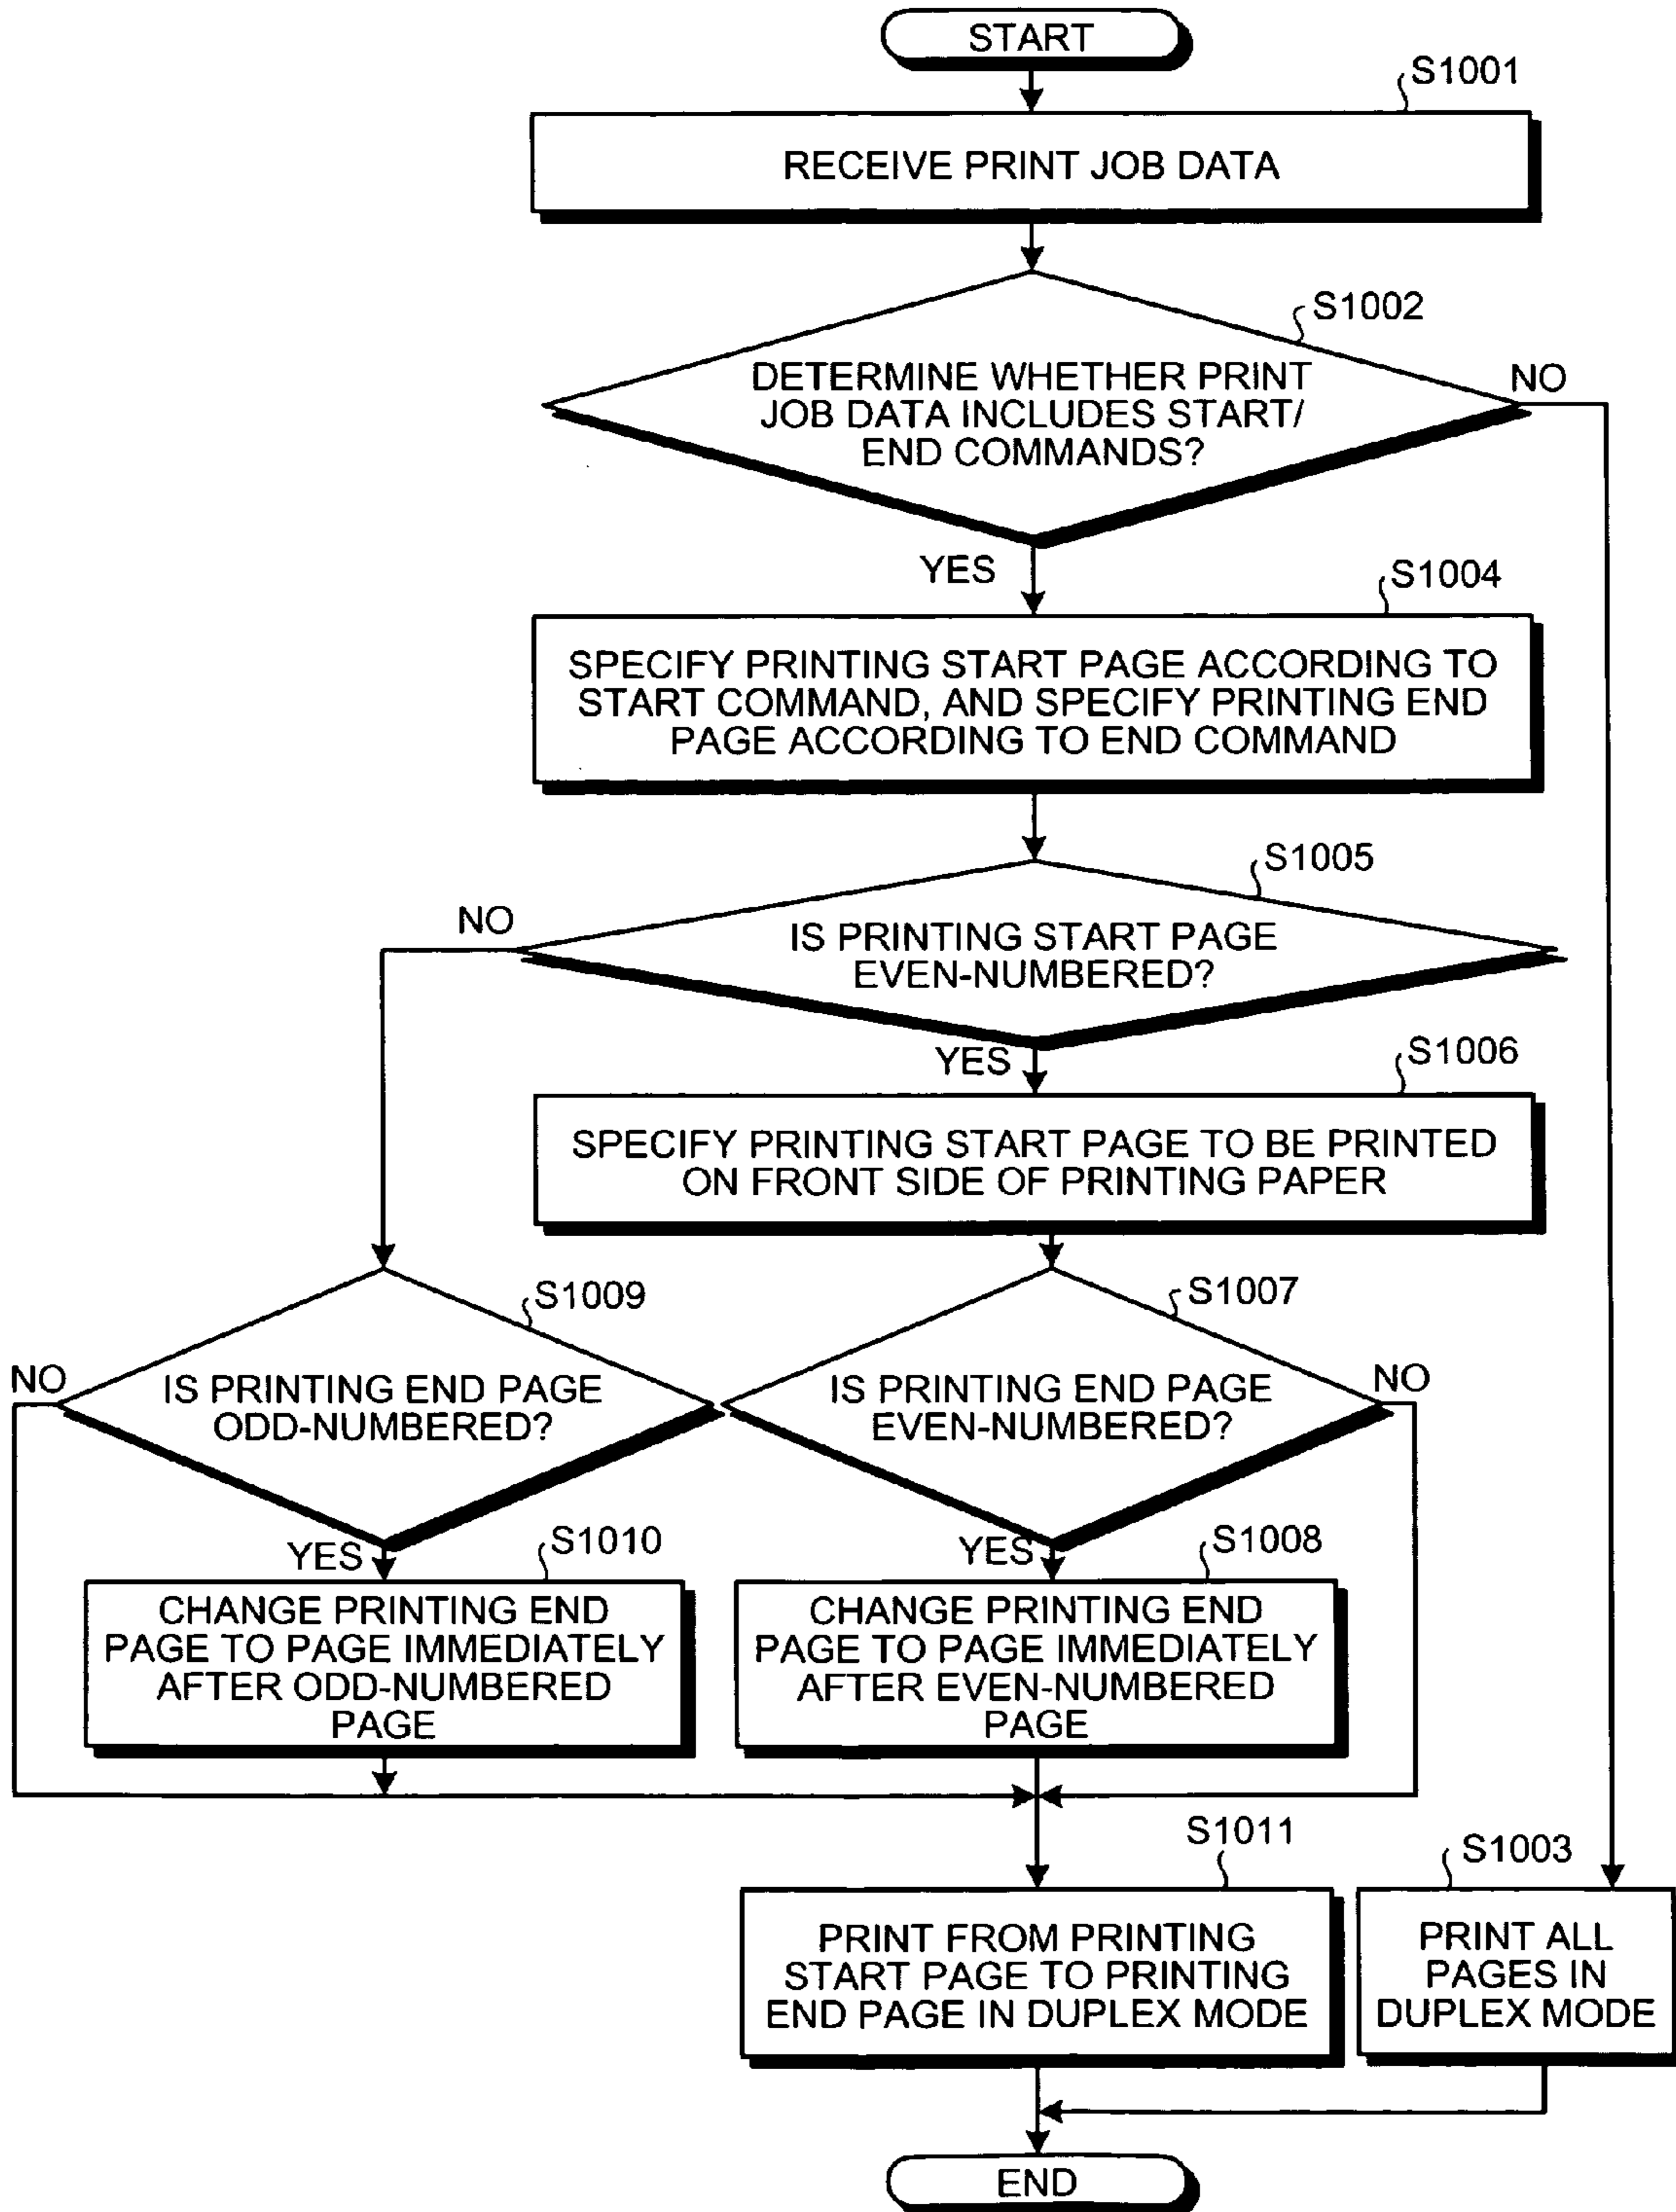 START
S1001
RECEIVE PRINT JOB DATA
S1002
DETERMINE WHETHER PRINT
JOB DATA INCLUDES START/
END COMMANDS?
NO
YES
S1004
SPECIFY PRINTING START PAGE ACCORDING TO
START COMMAND, AND SPECIFY PRINTING END
PAGE ACCORDING TO END COMMAND
S1005
NO
IS PRINTING START PAGE
EVEN-NUMBERED?
YES
S1006
SPECIFY PRINTING START PAGE TO BE PRINTED
ON FRONT SIDE OF PRINTING PAPER
S1009
NO
IS PRINTING END PAGE
ODD-NUMBERED?
S1007
IS PRINTING END PAGE
EVEN-NUMBERED?
NO
YES
S1010
CHANGE PRINTING END
PAGE TO PAGE IMMEDIATELY
AFTER ODD-NUMBERED
PAGE
YES
S1008
CHANGE PRINTING END
PAGE TO PAGE IMMEDIATELY
AFTER EVEN-NUMBERED
PAGE
S1011
PRINT FROM PRINTING
START PAGE TO PRINTING
END PAGE IN DUPLEX MODE
S1003
PRINT ALL
PAGES IN
DUPLEX MODE
END